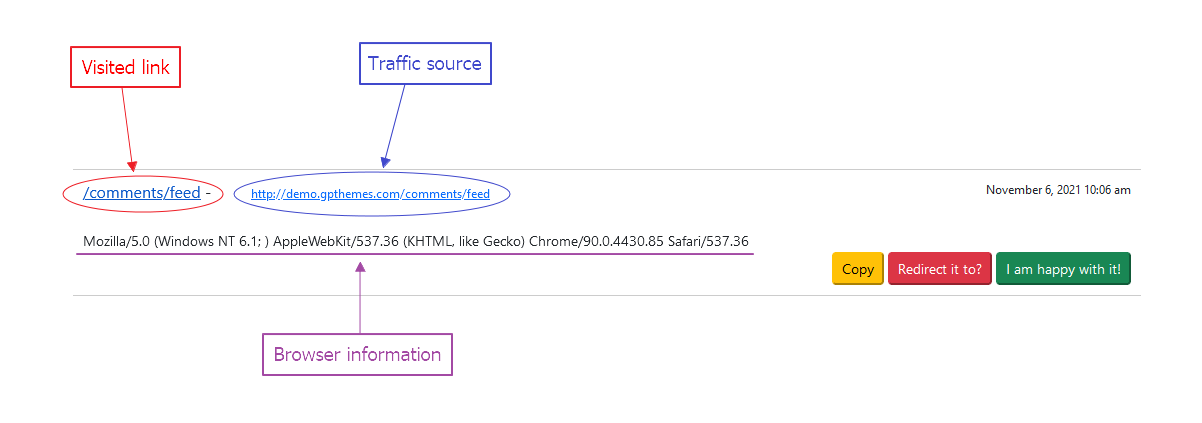 Visited link
Traffic source
/comments/feed - http://demo.gpthemes.com/comments/feed
November 6, 2021 10:06 am
Mozilla/5.0 (Windows NT 6.1; ) AppleWebKit/537.36 (KHTML, like Gecko) Chrome/90.0.4430.85 Safari/537.36
Copy
Redirect it to?
I am happy with it!
Browser information